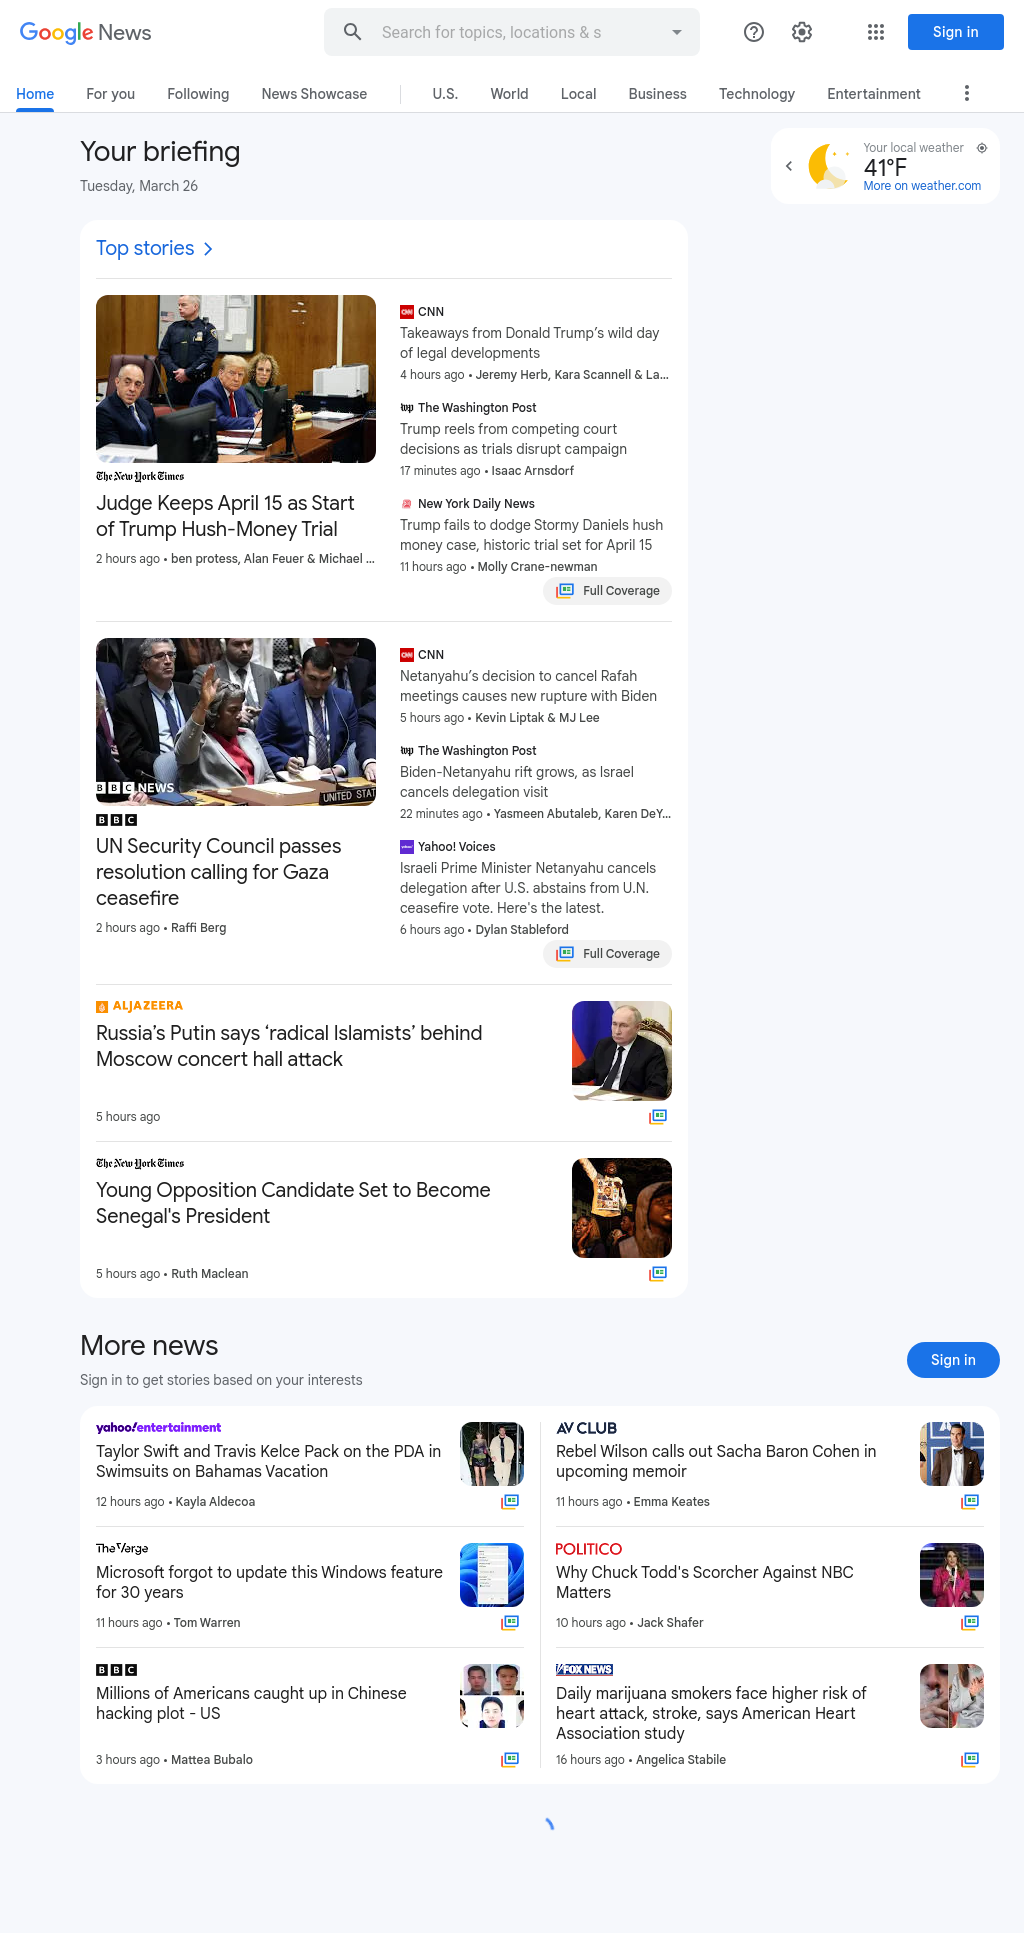 Google News
Search for topics, locations & s
Sign in
Home
For you
Following
News Showcase
U.S.
World
Local
Business
Technology
Entertainment
Your briefing
Tuesday, March 26
Your local weather
41°F
More on weather.com
Top stories
The New York Times
Judge Keeps April 15 as Start
of Trump Hush-Money Trial
2 hours ago • ben protess, Alan Feuer & Michael ...
CNN
Takeaways from Donald Trump’s wild day
of legal developments
4 hours ago • Jeremy Herb, Kara Scannell & La...
The Washington Post
Trump reels from competing court
decisions as trials disrupt campaign
17 minutes ago • Isaac Arnsdorf
New York Daily News
Trump fails to dodge Stormy Daniels hush
money case, historic trial set for April 15
11 hours ago • Molly Crane-newman
Full Coverage
BBC NEWS
UNITED STAT
BBC
UN Security Council passes
resolution calling for Gaza
ceasefire
2 hours ago • Raffi Berg
CNN
Netanyahu’s decision to cancel Rafah
meetings causes new rupture with Biden
5 hours ago • Kevin Liptak & MJ Lee
The Washington Post
Biden-Netanyahu rift grows, as Israel
cancels delegation visit
22 minutes ago • Yasmeen Abutaleb, Karen DeY...
Yahoo! Voices
Israeli Prime Minister Netanyahu cancels
delegation after U.S. abstains from U.N.
ceasefire vote. Here's the latest.
6 hours ago • Dylan Stableford
Full Coverage
ALJAZEERA
Russia’s Putin says ‘radical Islamists’ behind
Moscow concert hall attack
5 hours ago
The New York Times
Young Opposition Candidate Set to Become
Senegal's President
5 hours ago • Ruth Maclean
More news
Sign in to get stories based on your interests
Sign in
yahoo!entertainment
Taylor Swift and Travis Kelce Pack on the PDA in
Swimsuits on Bahamas Vacation
12 hours ago • Kayla Aldecoa
AV CLUB
Rebel Wilson calls out Sacha Baron Cohen in
upcoming memoir
11 hours ago • Emma Keates
The Verge
Microsoft forgot to update this Windows feature
for 30 years
11 hours ago • Tom Warren
POLITICO
Why Chuck Todd's Scorcher Against NBC
Matters
10 hours ago • Jack Shafer
BBC
Millions of Americans caught up in Chinese
hacking plot - US
3 hours ago • Mattea Bubalo
FOX NEWS
Daily marijuana smokers face higher risk of
heart attack, stroke, says American Heart
Association study
16 hours ago • Angelica Stabile